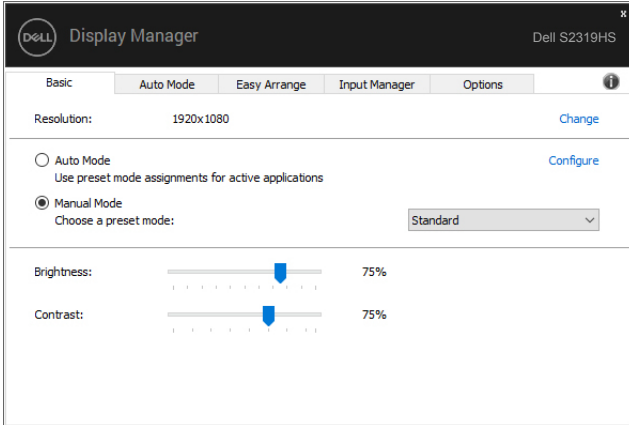 x
DELL Display Manager
Dell S2319HS
Basic Auto Mode Easy Arrange Input Manager Options i
Resolution: 1920x1080 Change
Auto Mode Configure
Use preset mode assignments for active applications
Manual Mode
Choose a preset mode: Standard
Brightness: 75%
Contrast: 75%